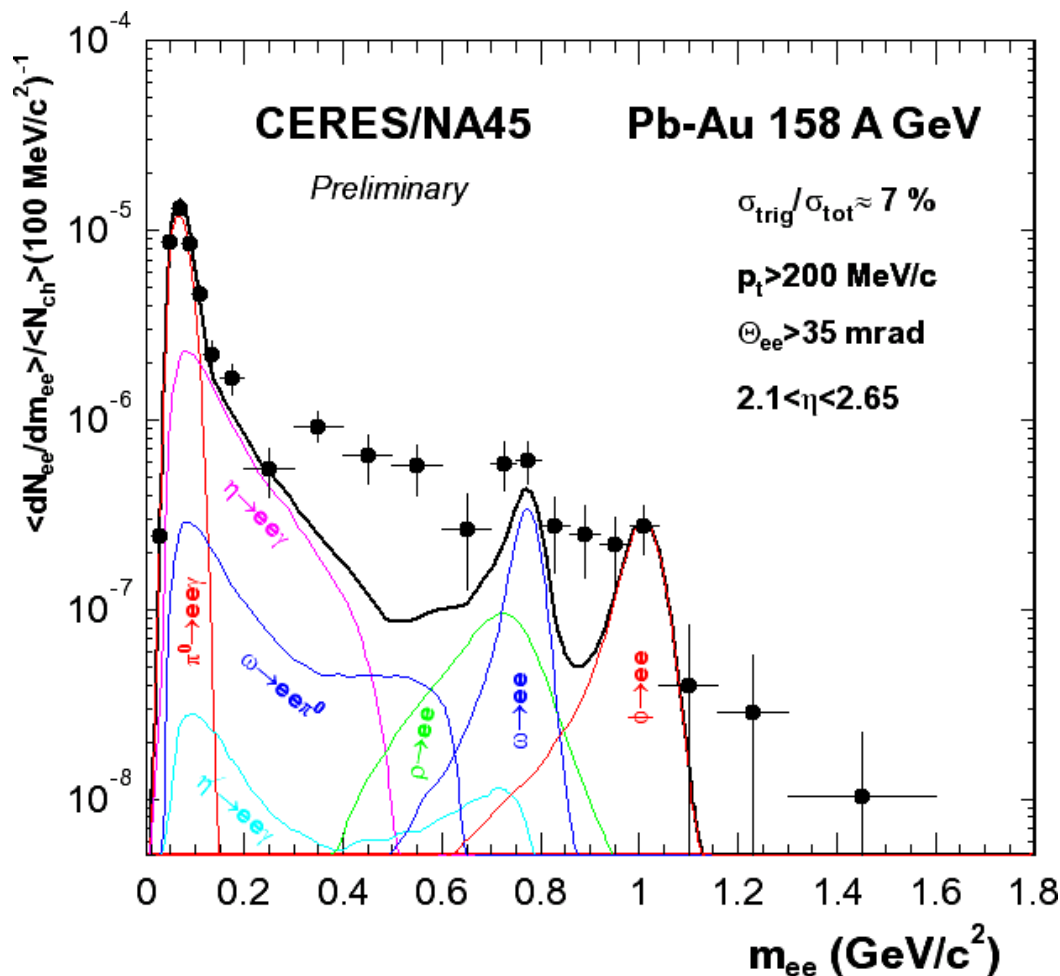 10⁻⁴
10⁻⁵
10⁻⁶
10⁻⁷
10⁻⁸
<dN_ee/dm_ee>/<N_ch>(100 MeV/c²)⁻¹
CERES/NA45 Pb-Au 158 A GeV
Preliminary
σ_trig/σ_tot≈ 7 %
p_t>200 MeV/c
Θ_ee>35 mrad
2.1<η<2.65
η→eeγ
π⁰→eeγ
ω→eeπ⁰
ρ→ee
ω→ee
φ→ee
η′→eeγ
0 0.2 0.4 0.6 0.8 1 1.2 1.4 1.6 1.8
m_ee (GeV/c²)